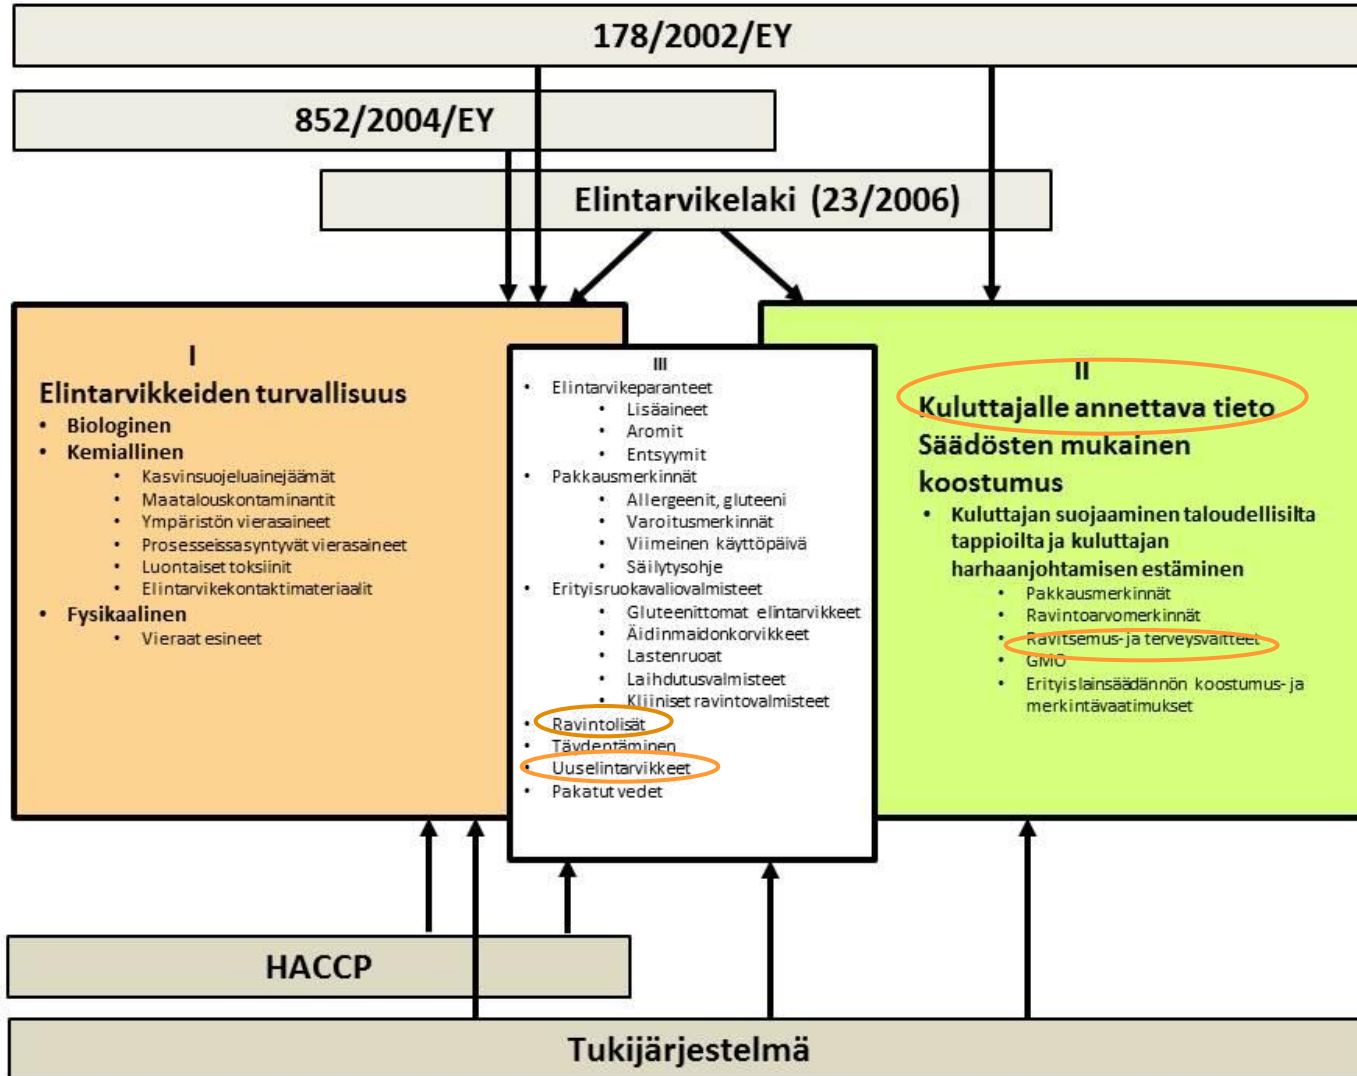 178/2002/EY
852/2004/EY
Elintarvikelaki (23/2006)
I
Elintarvikkeiden turvallisuus
• Biologinen
• Kemiallinen
• Kasvinsuojeluainejäämät
• Maatalouskontaminantit
• Ympäristön vierasaineet
• Prosesseissa syntyvät vierasaineet
• Luontaiset toksiinit
• Elintarvikekontaktimateriaalit
• Fysikaalinen
• Vieraat esineet
III
• Elintarvikeparanteet
• Lisäaineet
• Aromit
• Entsyymit
• Pakkausmerkinnät
• Allergeenit, gluteeni
• Varoitusmerkinnät
• Viimeinen käyttöpäivä
• Säilytysohje
• Erityisruokavaliovalmisteet
• Gluteenittomat elintarvikkeet
• Äidinmaidonkorvikkeet
• Lastenruoat
• Laihdutusvalmisteet
• Kliiniset ravintovalmisteet
• Ravintolisät
• Täydentäminen
• Uuselintarvikkeet
• Pakatut vedet
II
Kuluttajalle annettava tieto
Säädösten mukainen
koostumus
• Kuluttajan suojaaminen taloudellisilta
tappioilta ja kuluttajan
harhaanjohtamisen estäminen
• Pakkausmerkinnät
• Ravintoarvomerkinnät
• Ravitsemus- ja terveysväitteet
• GMO
• Erityislainsäädännön koostumus- ja
merkintävaatimukset
HACCP
Tukijärjestelmä